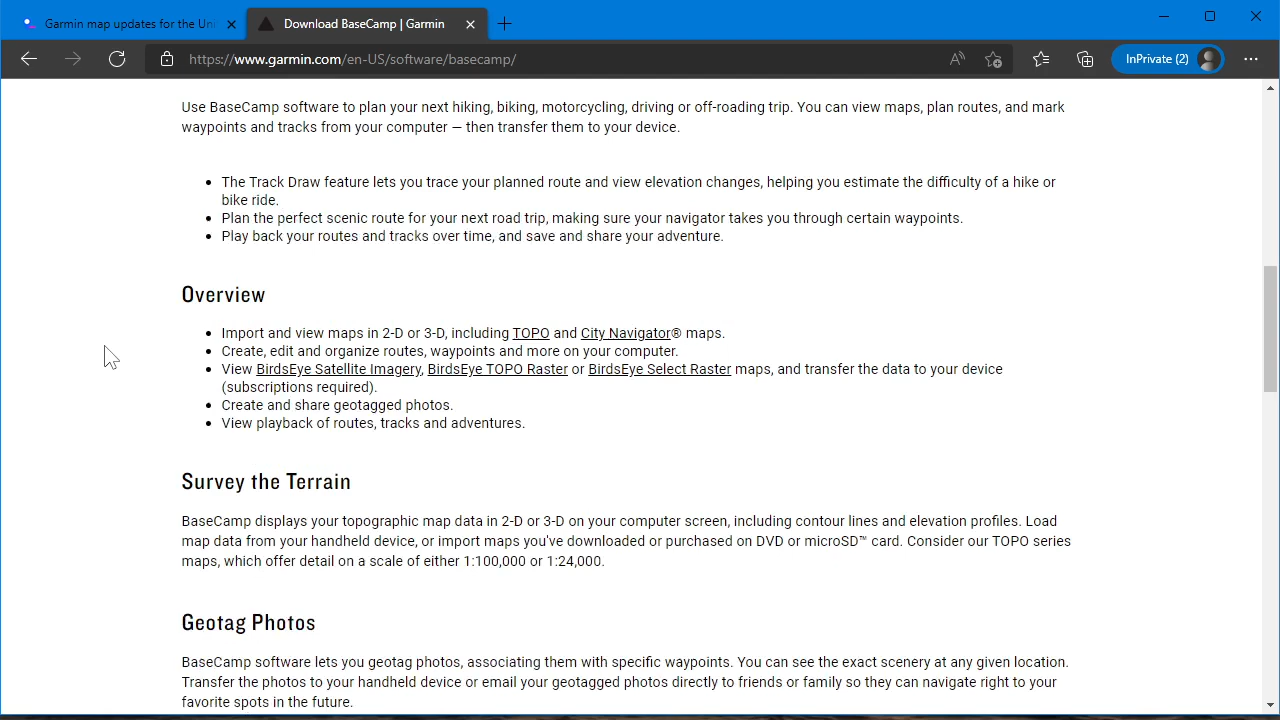 Garmin map updates for the Uni
Download BaseCamp | Garmin
https://www.garmin.com/en-US/software/basecamp/
InPrivate (2)
Use BaseCamp software to plan your next hiking, biking, motorcycling, driving or off-roading trip. You can view maps, plan routes, and mark
waypoints and tracks from your computer — then transfer them to your device.
The Track Draw feature lets you trace your planned route and view elevation changes, helping you estimate the difficulty of a hike or
bike ride.
Plan the perfect scenic route for your next road trip, making sure your navigator takes you through certain waypoints.
Play back your routes and tracks over time, and save and share your adventure.
Overview
Import and view maps in 2-D or 3-D, including TOPO and City Navigator® maps.
Create, edit and organize routes, waypoints and more on your computer.
View BirdsEye Satellite Imagery, BirdsEye TOPO Raster or BirdsEye Select Raster maps, and transfer the data to your device
(subscriptions required).
Create and share geotagged photos.
View playback of routes, tracks and adventures.
Survey the Terrain
BaseCamp displays your topographic map data in 2-D or 3-D on your computer screen, including contour lines and elevation profiles. Load
map data from your handheld device, or import maps you've downloaded or purchased on DVD or microSD™ card. Consider our TOPO series
maps, which offer detail on a scale of either 1:100,000 or 1:24,000.
Geotag Photos
BaseCamp software lets you geotag photos, associating them with specific waypoints. You can see the exact scenery at any given location.
Transfer the photos to your handheld device or email your geotagged photos directly to friends or family so they can navigate right to your
favorite spots in the future.